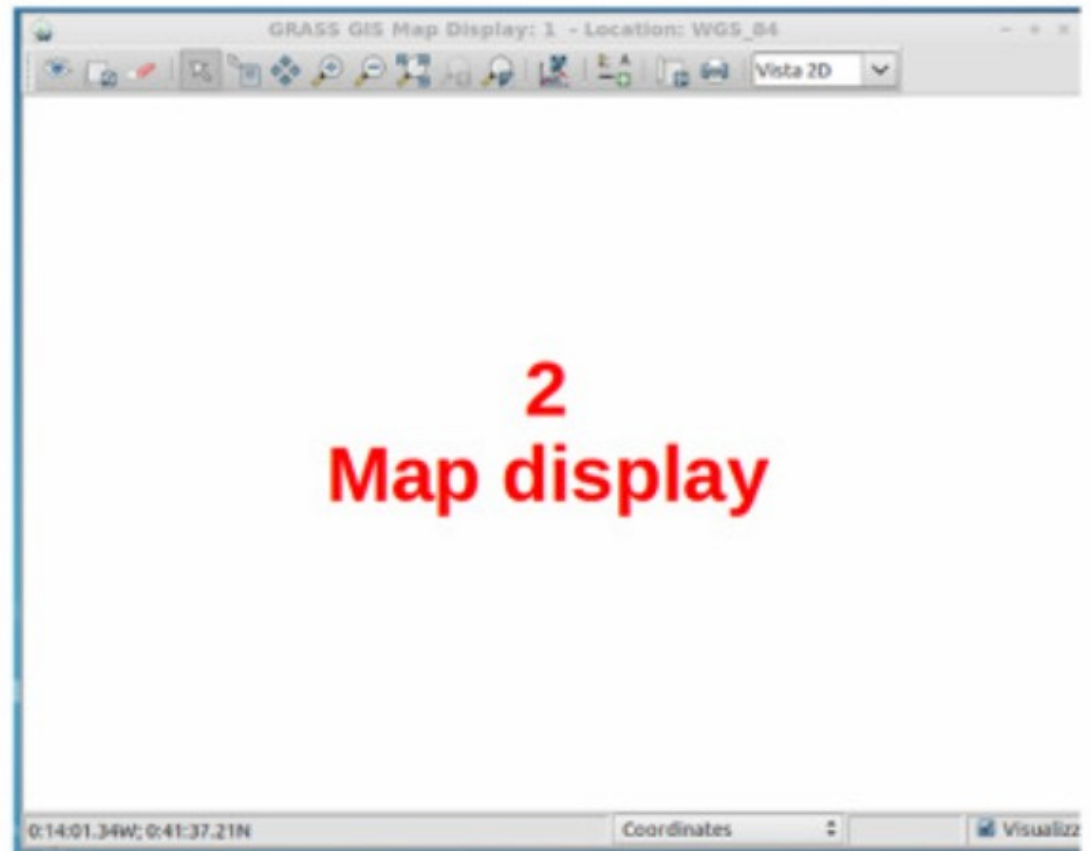 GRASS GIS Map Display: 1 - Location: WGS_84
Vista 2D
2
Map display
0:14:01.34W; 0:41:37.21N
Coordinates
Visualizz